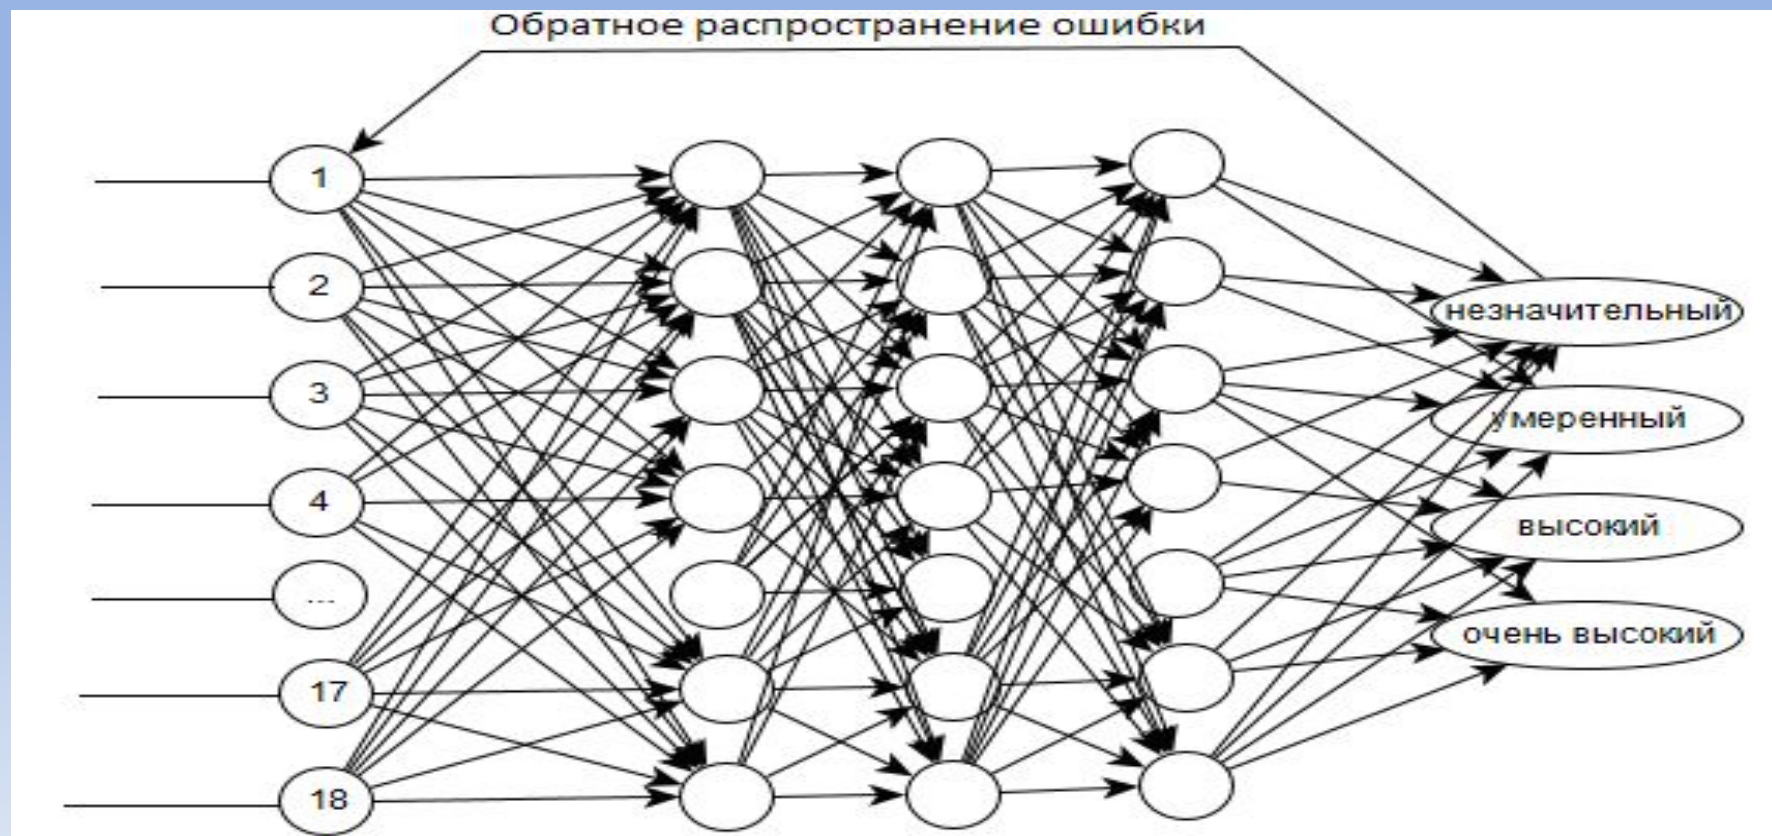 Обратное распространение ошибки
1
2
3
4
...
17
18
незначительный
умеренный
высокий
очень высокий